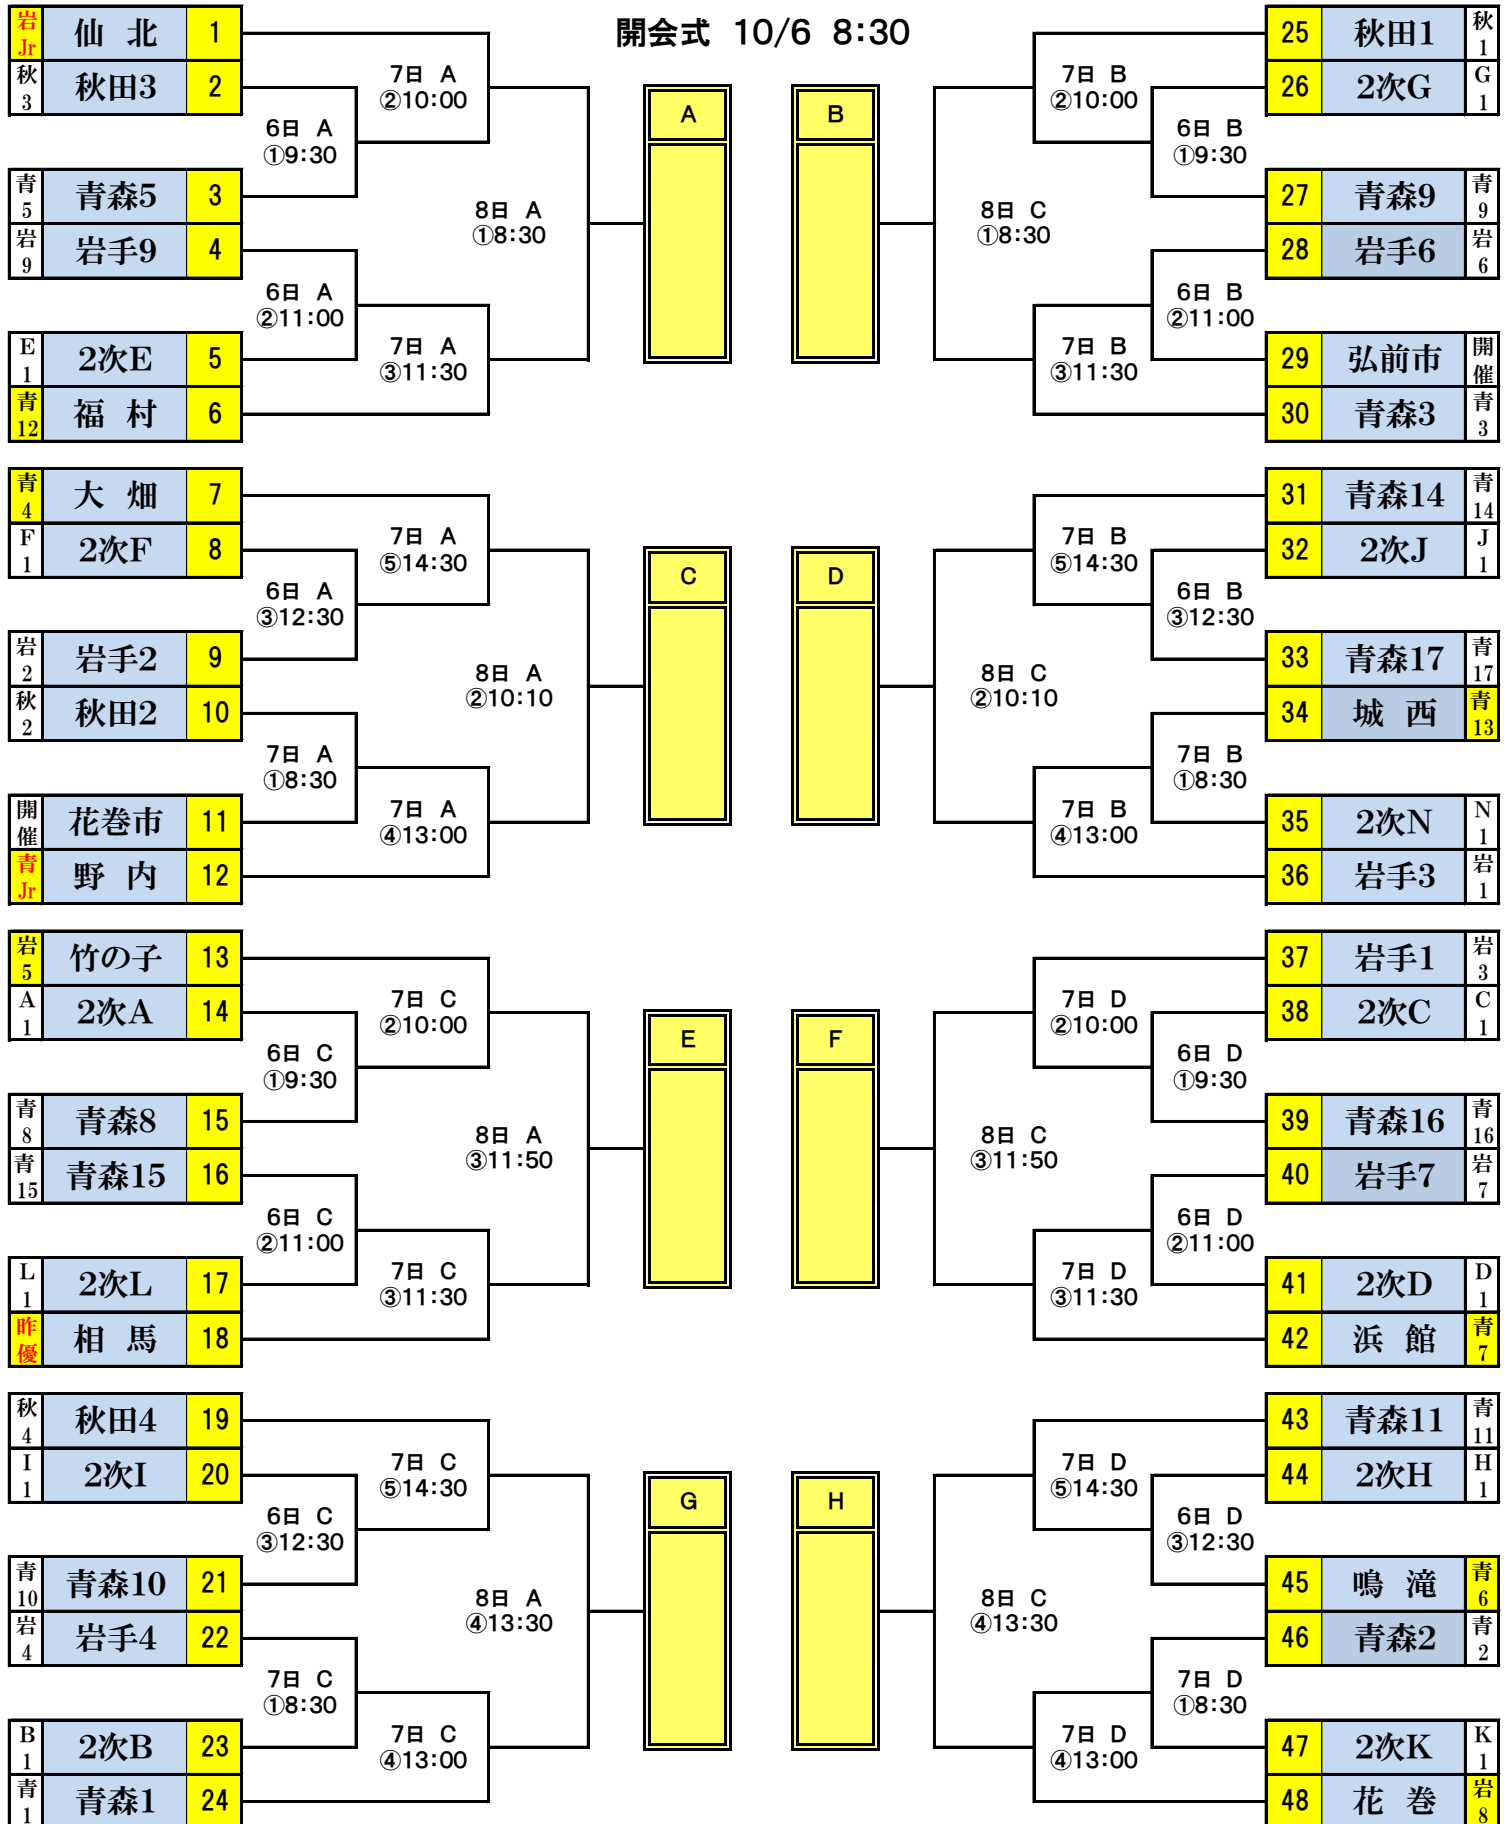 開会式 10/6 8:30
岩Jr 仙北 1
秋3 秋田3 2
青5 青森5 3
岩9 岩手9 4
E1 2次E 5
青12 福村 6
7日 A
②10:00
6日 A
①9:30
6日 A
②11:00
7日 A
③11:30
8日 A
①8:30
A
青4 大畑 7
F1 2次F 8
岩2 岩手2 9
秋2 秋田2 10
開催 花巻市 11
青Jr 野内 12
7日 A
⑤14:30
6日 A
③12:30
7日 A
①8:30
7日 A
④13:00
8日 A
②10:10
C
岩5 竹の子 13
A1 2次A 14
青8 青森8 15
青15 青森15 16
L1 2次L 17
昨優 相馬 18
7日 C
②10:00
6日 C
①9:30
6日 C
②11:00
7日 C
③11:30
8日 A
③11:50
E
秋4 秋田4 19
I1 2次I 20
青10 青森10 21
岩4 岩手4 22
B1 2次B 23
青1 青森1 24
7日 C
⑤14:30
6日 C
③12:30
7日 C
①8:30
7日 C
④13:00
8日 A
④13:30
G
25 秋田1 秋1
26 2次G G1
27 青森9 青9
28 岩手6 岩6
29 弘前市 開催
30 青森3 青3
7日 B
②10:00
6日 B
①9:30
6日 B
②11:00
7日 B
③11:30
8日 C
①8:30
B
31 青森14 青14
32 2次J J1
33 青森17 青17
34 城西 青13
35 2次N N1
36 岩手3 岩1
7日 B
⑤14:30
6日 B
③12:30
7日 B
①8:30
7日 B
④13:00
8日 C
②10:10
D
37 岩手1 岩3
38 2次C C1
39 青森16 青16
40 岩手7 岩7
41 2次D D1
42 浜館 青7
7日 D
②10:00
6日 D
①9:30
6日 D
②11:00
7日 D
③11:30
8日 C
③11:50
F
43 青森11 青11
44 2次H H1
45 鳴滝 青6
46 青森2 青2
47 2次K K1
48 花巻 岩8
7日 D
⑤14:30
6日 D
③12:30
7日 D
①8:30
7日 D
④13:00
8日 C
④13:30
H